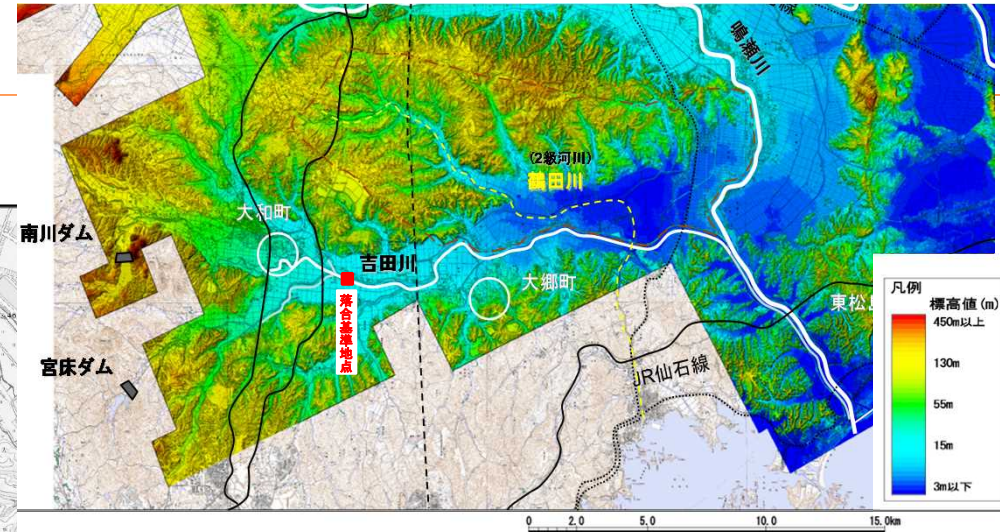 鳴瀬川
線
(2級河川)
鶴田川
大和町
南川ダム
吉田川
大郷町
落合基準地点
宮床ダム
東松島
JR仙石線
凡例
標高値(m)
450m以上
130m
55m
15m
3m以下
0 2.0 5.0 10.0 15.0km